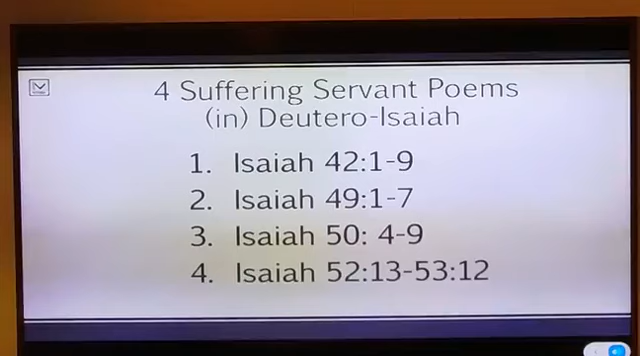 4 Suffering Servant Poems
(in) Deutero-Isaiah
1. Isaiah 42:1-9
2. Isaiah 49:1-7
3. Isaiah 50: 4-9
4. Isaiah 52:13-53:12